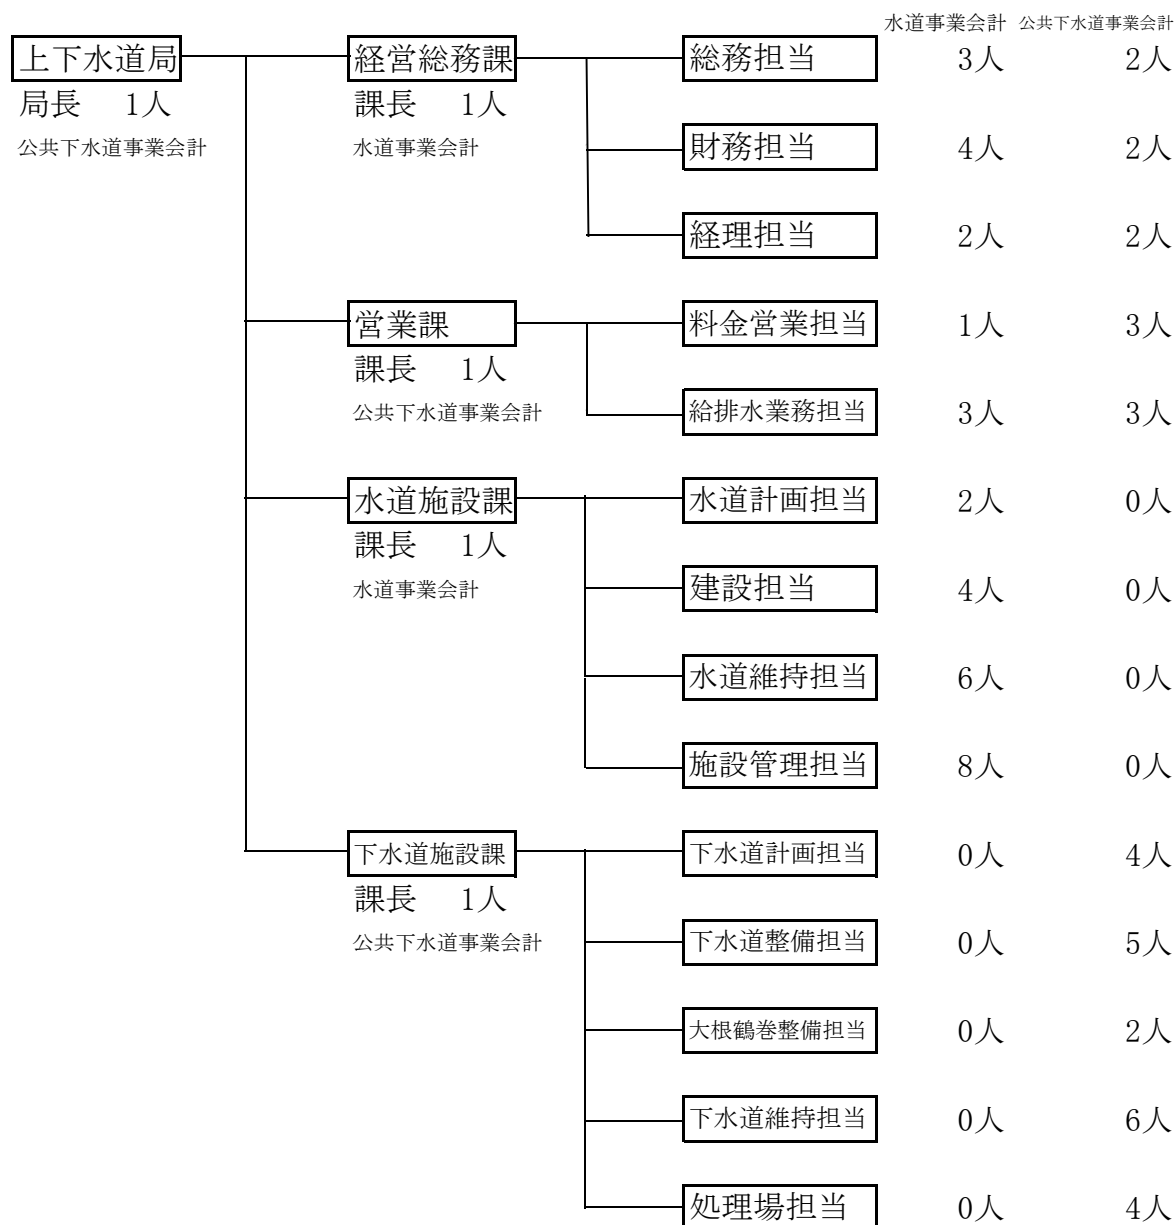 水道事業会計 公共下水道事業会計
上下水道局 経営総務課 総務担当 3人 2人
局長 1人 課長 1人
公共下水道事業会計 水道事業会計 財務担当 4人 2人
経理担当 2人 2人
営業課 料金営業担当 1人 3人
課長 1人
公共下水道事業会計 給排水業務担当 3人 3人
水道施設課 水道計画担当 2人 0人
課長 1人
水道事業会計 建設担当 4人 0人
水道維持担当 6人 0人
施設管理担当 8人 0人
下水道施設課 下水道計画担当 0人 4人
課長 1人
公共下水道事業会計 下水道整備担当 0人 5人
大根鶴巻整備担当 0人 2人
下水道維持担当 0人 6人
処理場担当 0人 4人